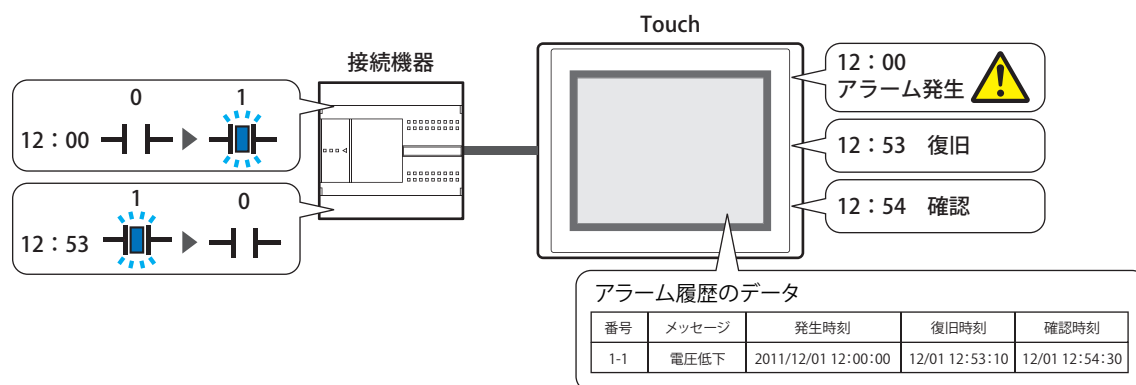 Touch
接続機器
0 1
12：00
1 0
12：53
12：00
アラーム発生
12：53 復旧
12：54 確認
アラーム履歴のデータ
番号 メッセージ 発生時刻 復旧時刻 確認時刻
1-1 電圧低下 2011/12/01 12：00：00 12/01 12：53：10 12/01 12：54：30